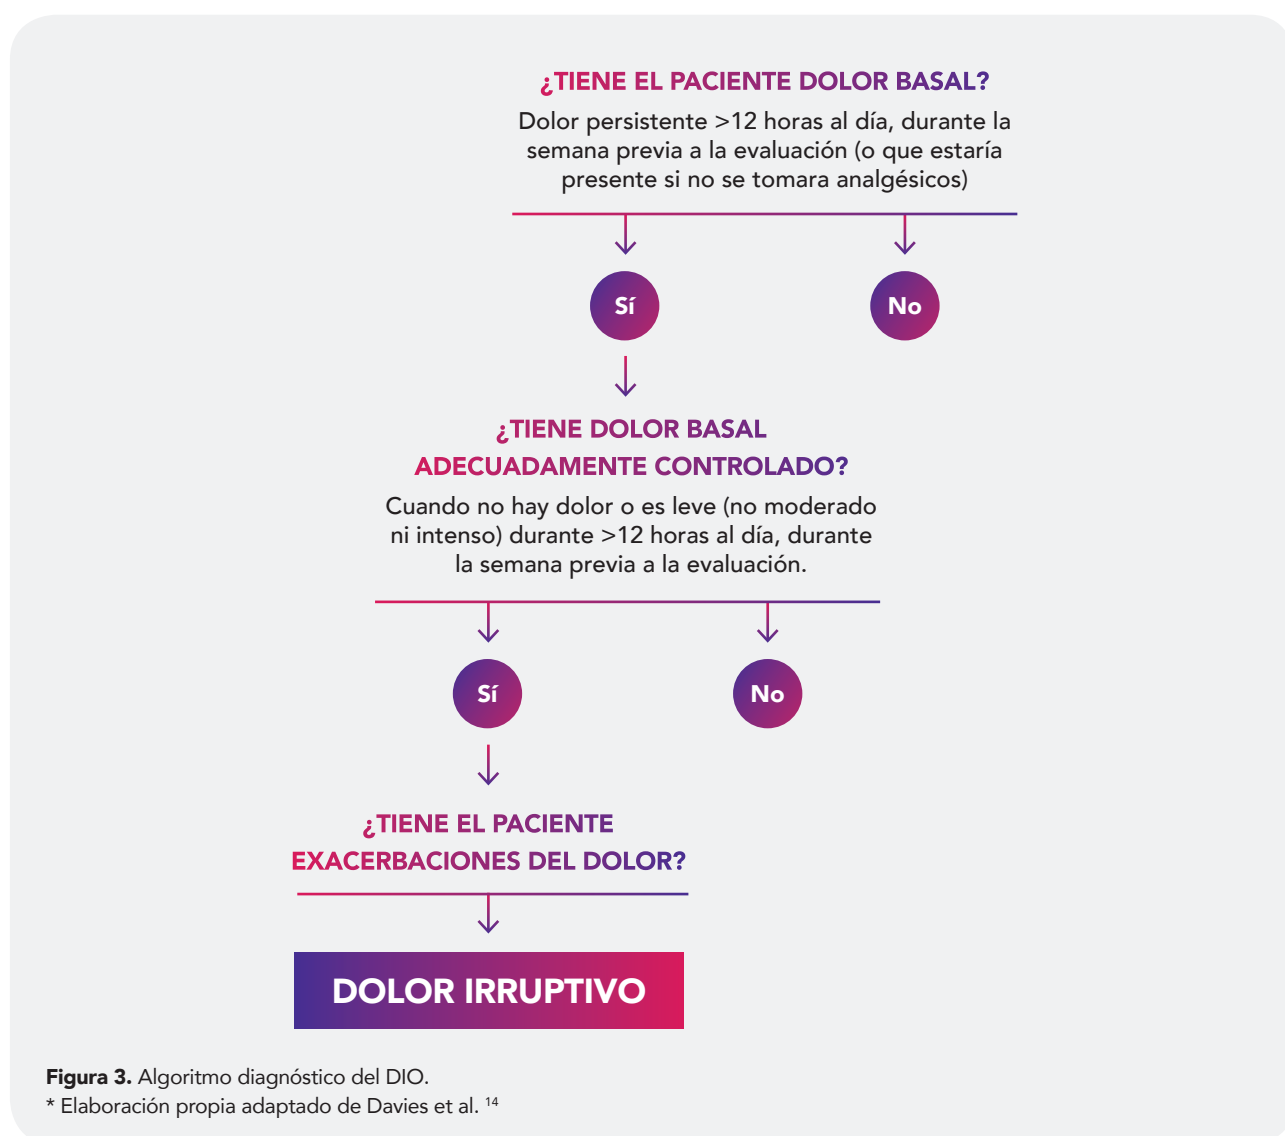 ¿TIENE EL PACIENTE DOLOR BASAL?
Dolor persistente >12 horas al día, durante la
semana previa a la evaluación (o que estaría
presente si no se tomara analgésicos)
Sí
No
¿TIENE DOLOR BASAL
ADECUADAMENTE CONTROLADO?
Cuando no hay dolor o es leve (no moderado
ni intenso) durante >12 horas al día, durante
la semana previa a la evaluación.
Sí
No
¿TIENE EL PACIENTE
EXACERBACIONES DEL DOLOR?
DOLOR IRRUPTIVO
Figura 3. Algoritmo diagnóstico del DIO.
* Elaboración propia adaptado de Davies et al. 14